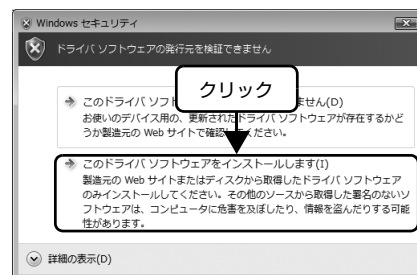 Windows セキュリティ
ドライバ ソフトウェアの発行元を検証できません
クリック
このドライバ ソフト ません(D)
お使いのデバイス用の、更新されたドライバ ソフトウェアが存在するかど
うか製造元の Web サイトで確認 ください。
このドライバ ソフトウェアをインストールします(I)
製造元の Web サイトまたはディスクから取得したドライバ ソフトウェア
のみインストールしてください。その他のソースから取得した署名のないソ
フトウェアは、コンピュータに危害を及ぼしたり、情報を盗んだりする可能
性があります。
詳細の表示(D)